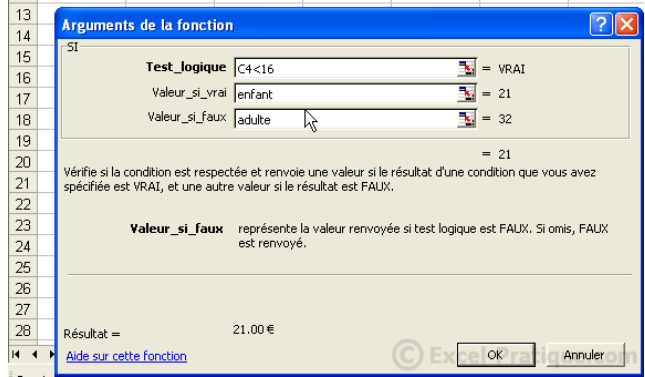 13
14
15
16
17
18
19
20
21
22
23
24
25
26
27
28
Arguments de la fonction
SI
Test_logique C4<16 = VRAI
Valeur_si_vrai enfant = 21
Valeur_si_faux adulte = 32
= 21
Vérifie si la condition est respectée et renvoie une valeur si le résultat d'une condition que vous avez
spécifiée est VRAI, et une autre valeur si le résultat est FAUX.
Valeur_si_faux représente la valeur renvoyée si test logique est FAUX. Si omis, FAUX
est renvoyé.
Résultat = 21.00 €
Aide sur cette fonction
OK
Annuler
© Excel-Pratique.com